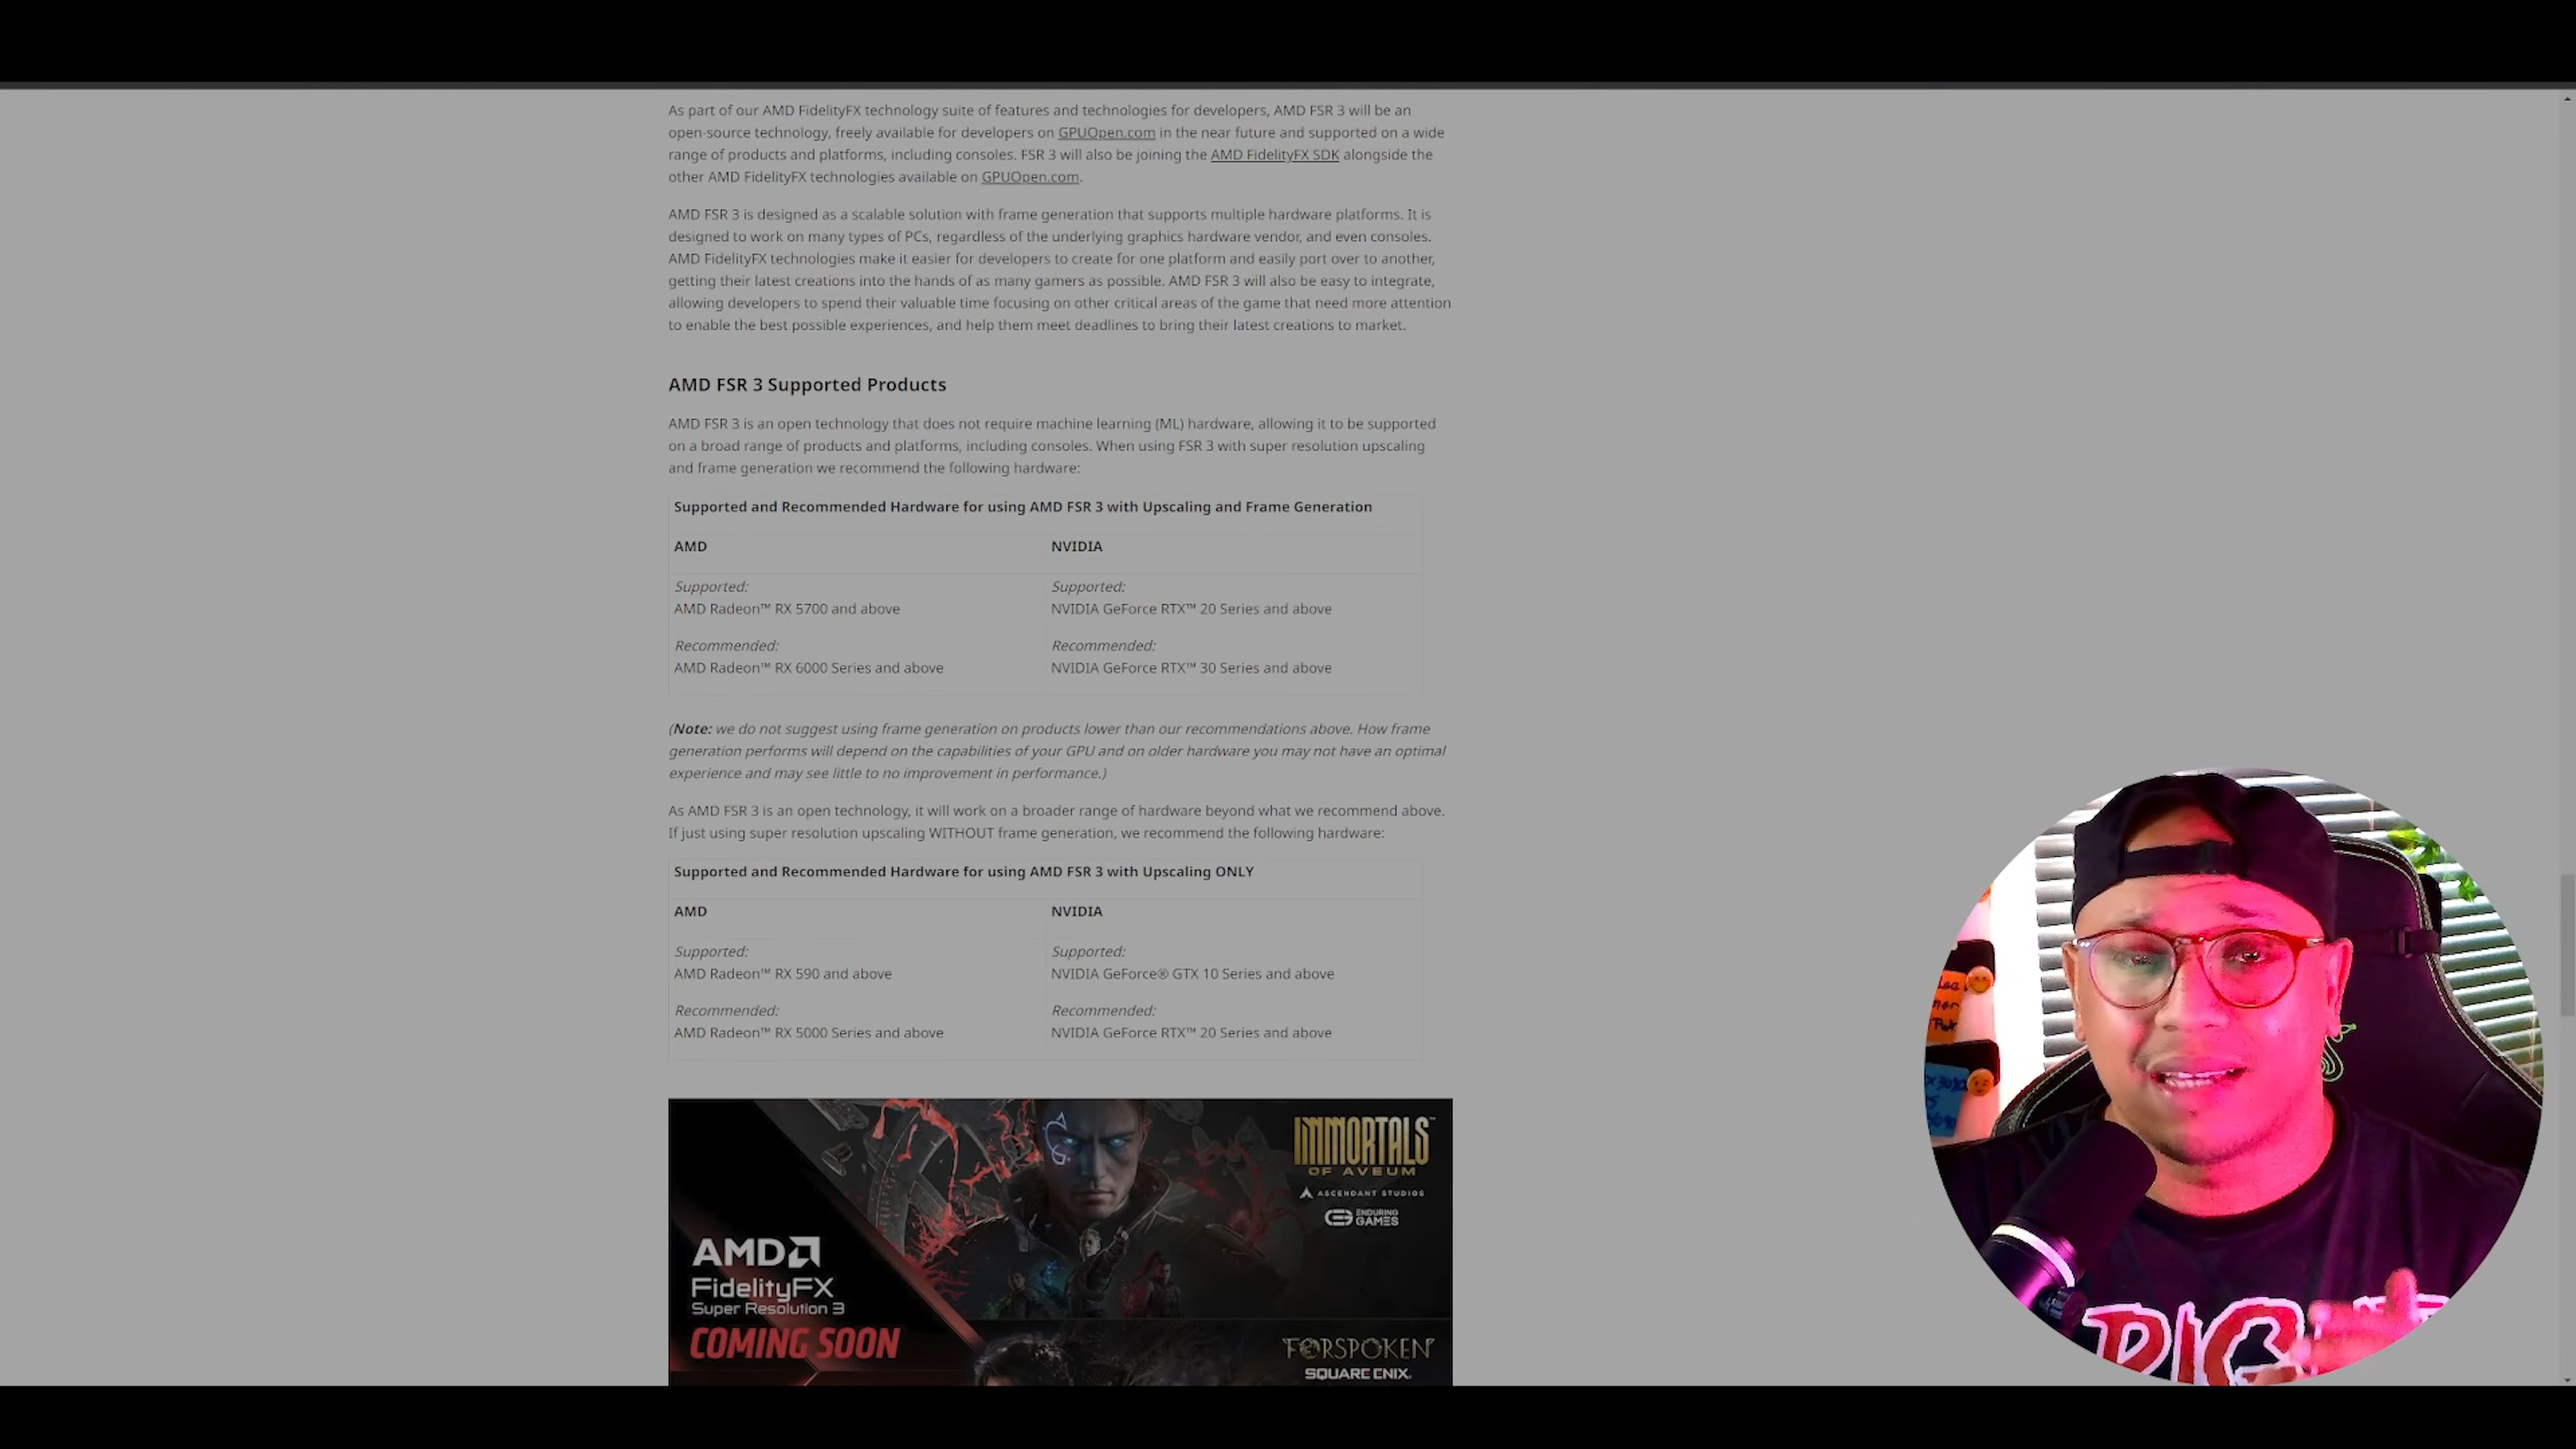 As part of our AMD FidelityFX technology suite of features and technologies for developers, AMD FSR 3 will be an
open-source technology, freely available for developers on GPUOpen.com in the near future and supported on a wide
range of products and platforms, including consoles. FSR 3 will also be joining the AMD FidelityFX SDK alongside the
other AMD FidelityFX technologies available on GPUOpen.com.
AMD FSR 3 is designed as a scalable solution with frame generation that supports multiple hardware platforms. It is
designed to work on many types of PCs, regardless of the underlying graphics hardware vendor, and even consoles.
AMD FidelityFX technologies make it easier for developers to create for one platform and easily port over to another,
getting their latest creations into the hands of as many gamers as possible. AMD FSR 3 will also be easy to integrate,
allowing developers to spend their valuable time focusing on other critical areas of the game that need more attention
to enable the best possible experiences, and help them meet deadlines to bring their latest creations to market.
AMD FSR 3 Supported Products
AMD FSR 3 is an open technology that does not require machine learning (ML) hardware, allowing it to be supported
on a broad range of products and platforms, including consoles. When using FSR 3 with super resolution upscaling
and frame generation we recommend the following hardware:
Supported and Recommended Hardware for using AMD FSR 3 with Upscaling and Frame Generation
AMD
NVIDIA
Supported:
AMD Radeon™ RX 5700 and above
Supported:
NVIDIA GeForce RTX™ 20 Series and above
Recommended:
AMD Radeon™ RX 6000 Series and above
Recommended:
NVIDIA GeForce RTX™ 30 Series and above
(Note: we do not suggest using frame generation on products lower than our recommendations above. How frame
generation performs will depend on the capabilities of your GPU and on older hardware you may not have an optimal
experience and may see little to no improvement in performance.)
As AMD FSR 3 is an open technology, it will work on a broader range of hardware beyond what we recommend above.
If just using super resolution upscaling WITHOUT frame generation, we recommend the following hardware:
Supported and Recommended Hardware for using AMD FSR 3 with Upscaling ONLY
AMD
NVIDIA
Supported:
AMD Radeon™ RX 590 and above
Supported:
NVIDIA GeForce® GTX 10 Series and above
Recommended:
AMD Radeon™ RX 5000 Series and above
Recommended:
NVIDIA GeForce RTX™ 20 Series and above
IMMORTALS™
OF AVEUM
ASCENDANT STUDIOS
ENDURING
GAMES
AMD
FidelityFX
Super Resolution 3
COMING SOON
FORSPOKEN
SQUARE ENIX.